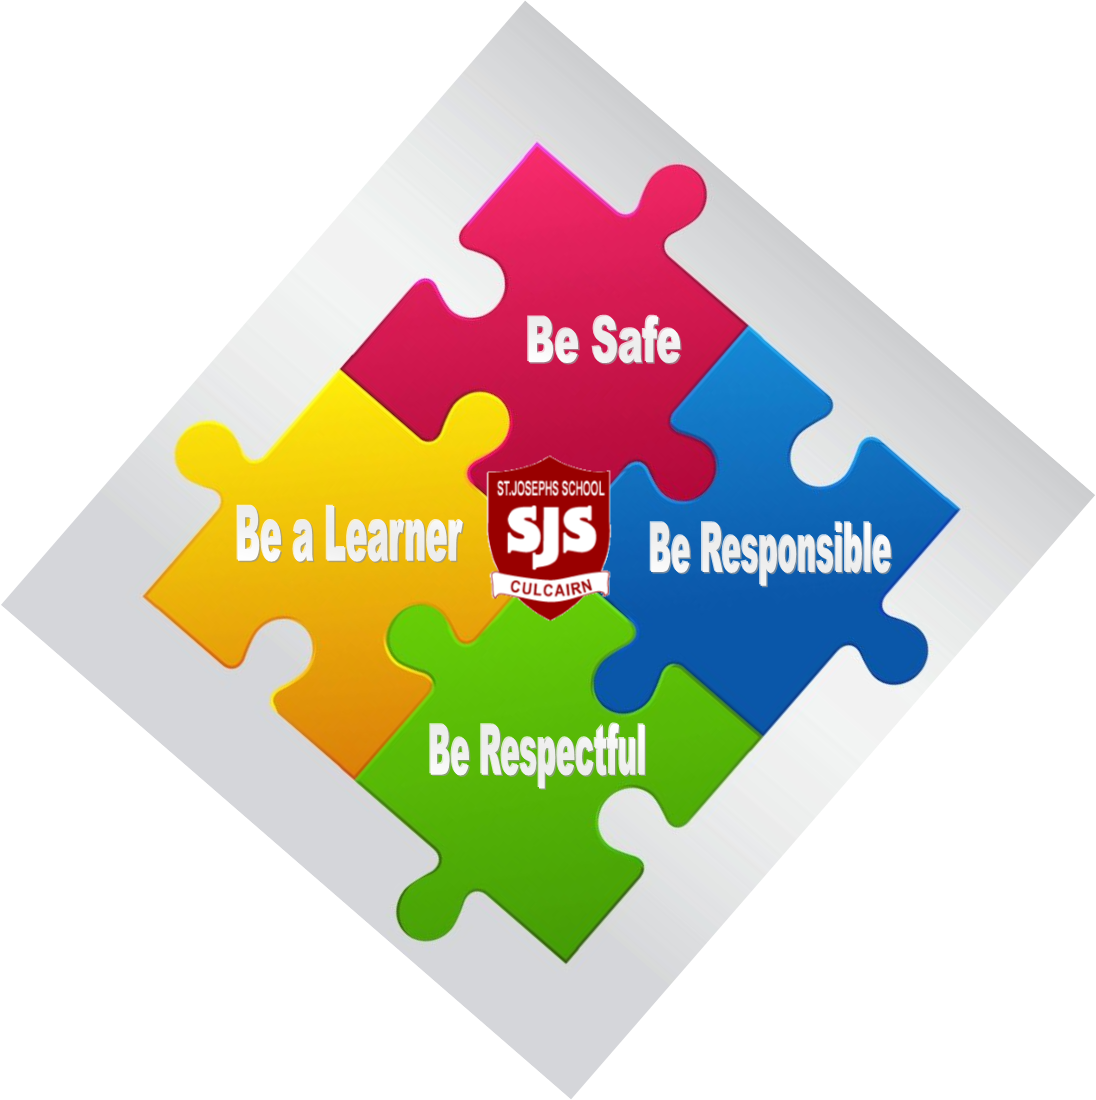 Be Safe
ST.JOSEPHS SCHOOL
SJS
CULCAIRN
Be a Learner
Be Responsible
Be Respectful